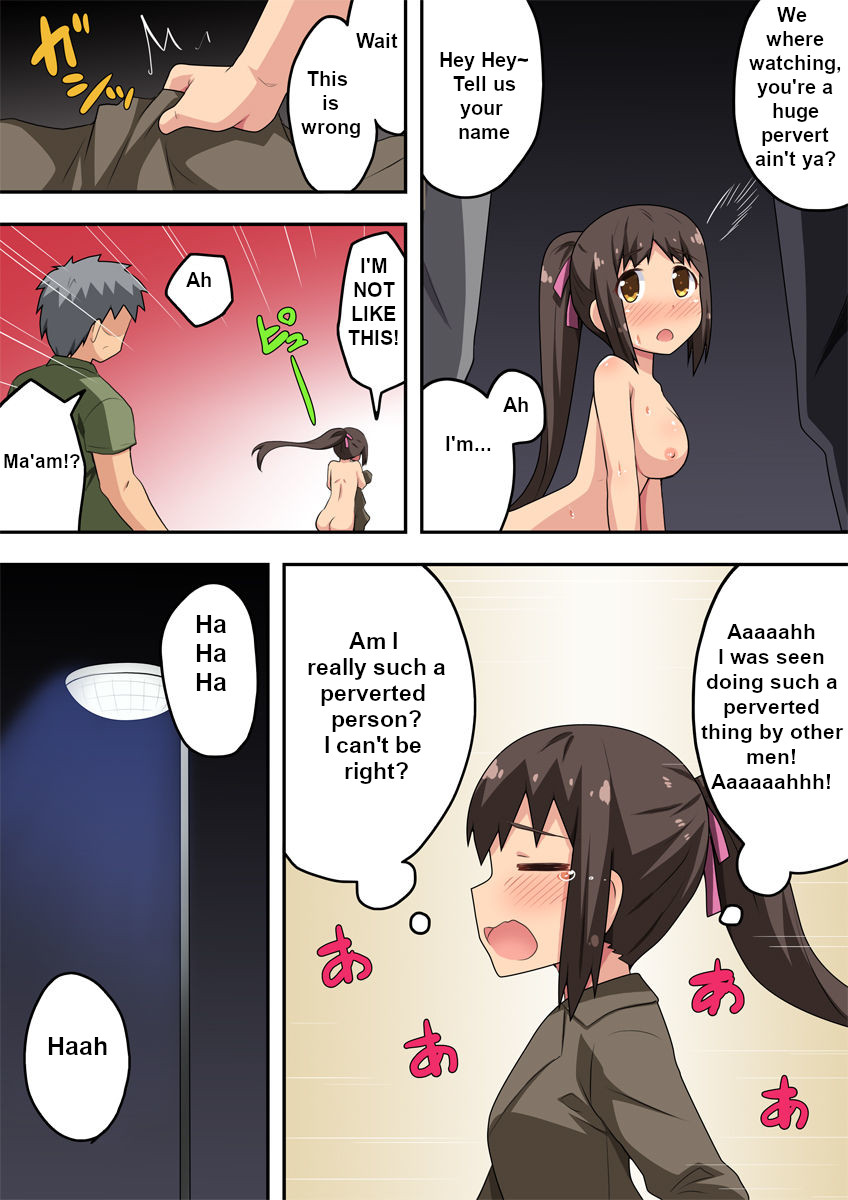 We
where
watching,
you're a
huge
pervert
ain't ya?
Hey Hey~
Tell us
your
name
Ah
I'm...
Wait
This
is
wrong
ガシッ
I'M
NOT
LIKE
THIS!
Ah
ピュー
Ma'am!?
Aaaaahh
I was seen
doing such a
perverted
thing by other
men!
Aaaaaahhh!
Am I
really such a
perverted
person?
I can't be
right?
あ
あ
あ
あ
Ha
Ha
Ha
Haah